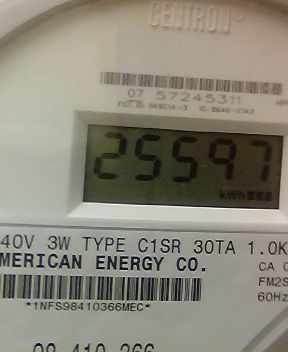 CENTRON
07 57245311
25597
kWh
40V 3W TYPE C1SR 30TA 1.0K
MERICAN ENERGY CO.
CA
FM2S
60Hz
*1NFS98410366MEC*